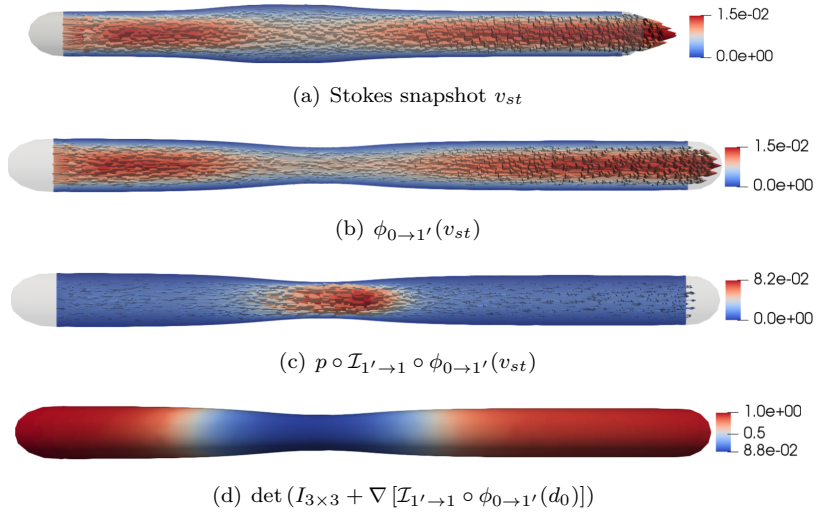 1.5e-02
0.0e+00
(a) Stokes snapshot v_{st}
1.5e-02
0.0e+00
(b) ϕ_{0→1′}(v_{st})
8.2e-02
0.0e+00
(c) p ∘ ℐ_{1′→1} ∘ ϕ_{0→1′}(v_{st})
1.0e+00
0.5
8.8e-02
(d) det (I_{3×3} + ∇ [ℐ_{1′→1} ∘ ϕ_{0→1′}(d_0)])